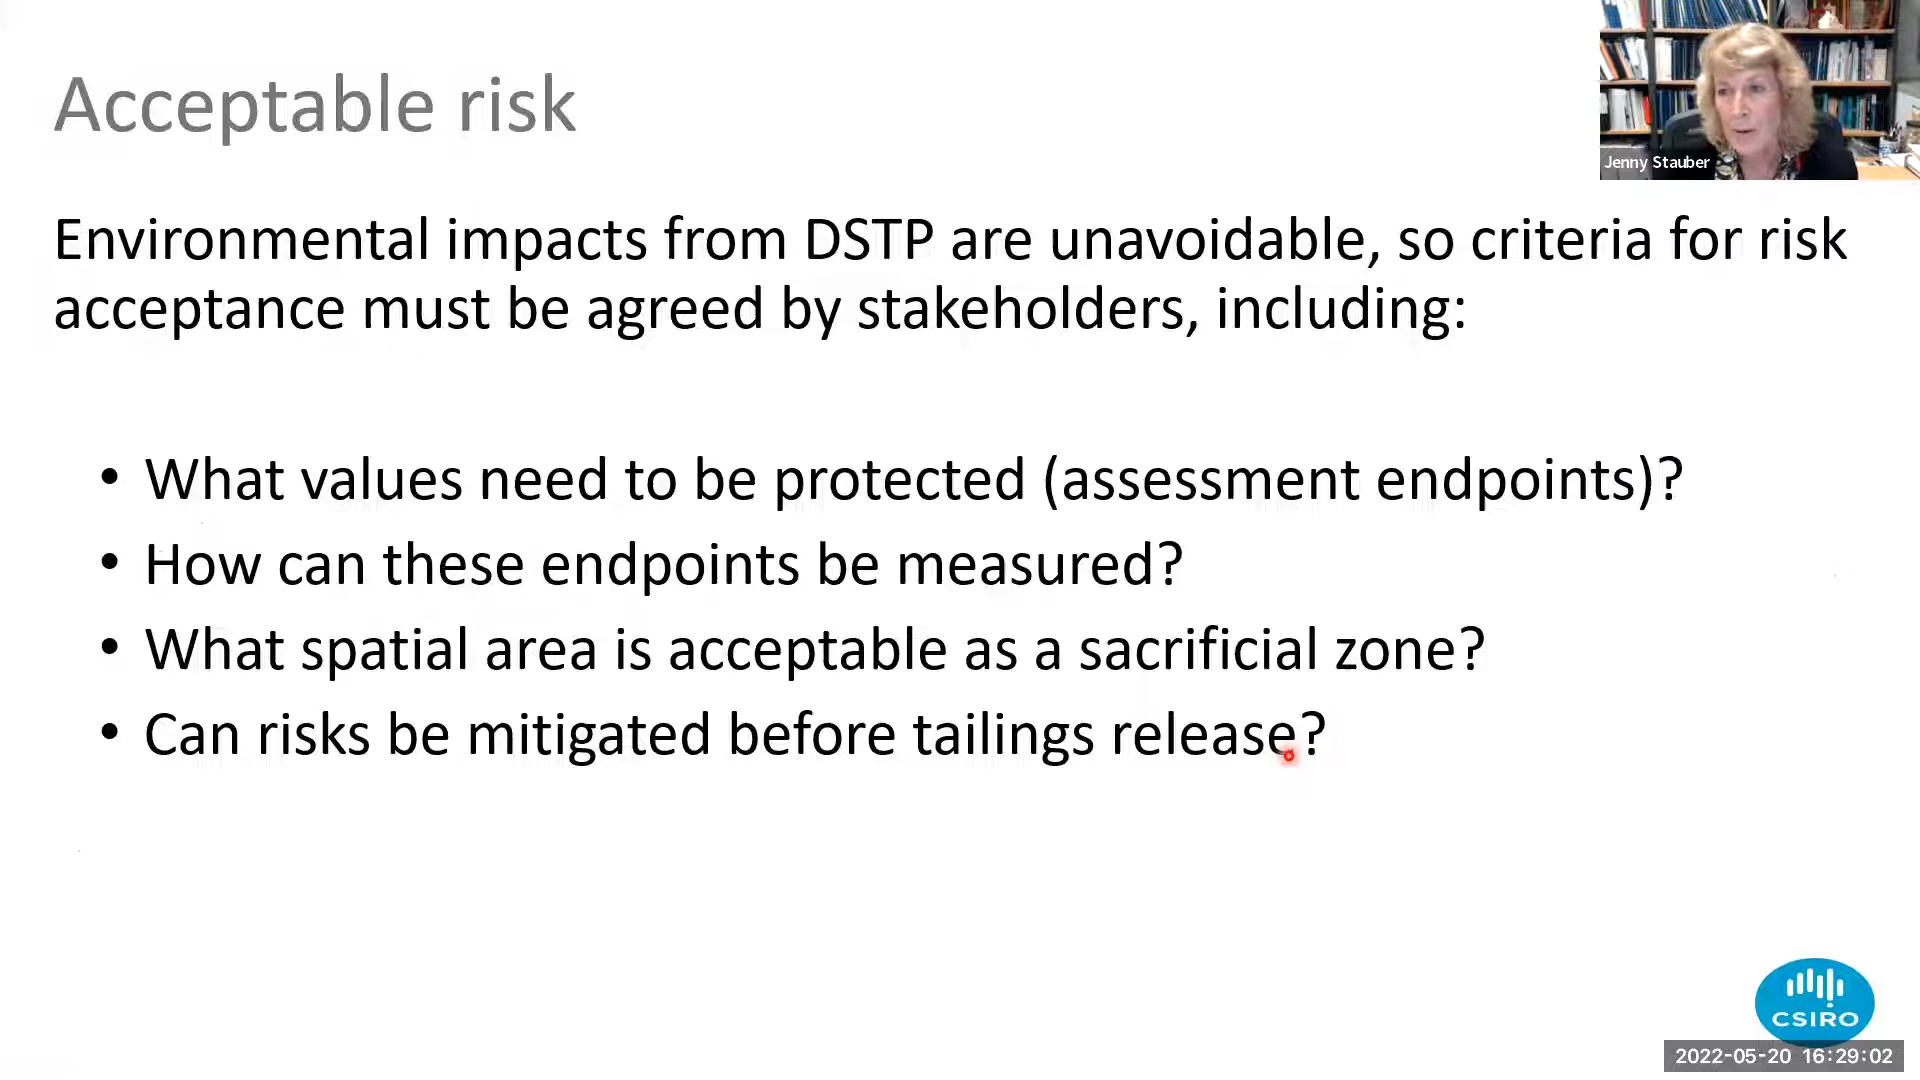 Acceptable risk
Jenny Stauber
Environmental impacts from DSTP are unavoidable, so criteria for risk
acceptance must be agreed by stakeholders, including:
• What values need to be protected (assessment endpoints)?
• How can these endpoints be measured?
• What spatial area is acceptable as a sacrificial zone?
• Can risks be mitigated before tailings release?
CSIRO
2022-05-20 16:29:02